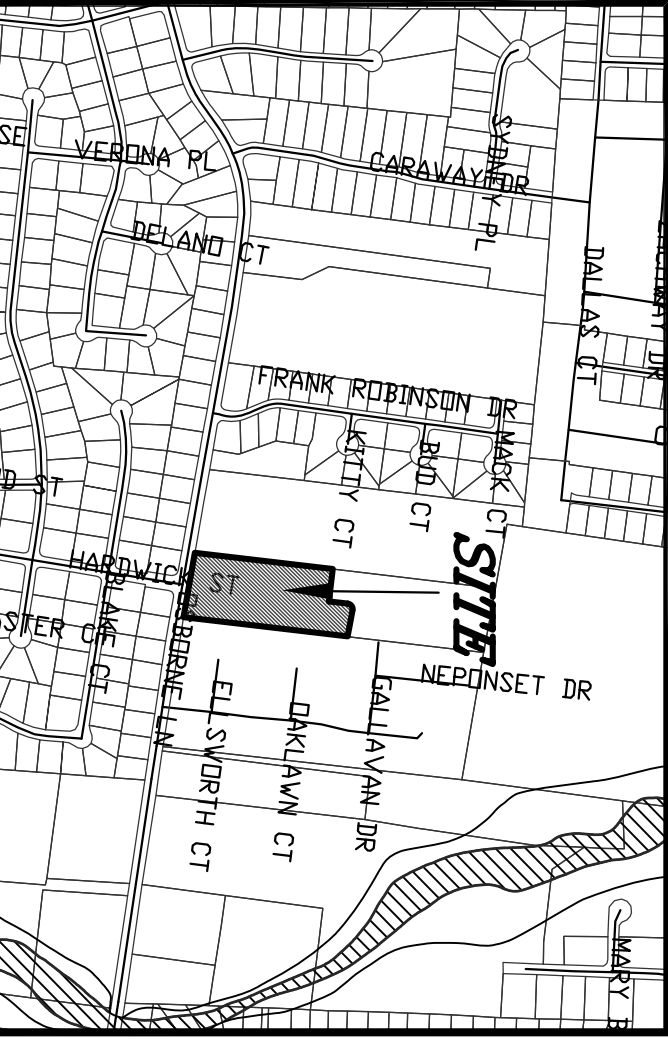 SE
VERONA PL
CARAWAY DR
SYDNEY PL
DELANO CT
DALLAS CT
FRANK ROBINSON DR
KITTY CT
BUD CT
MACK CT
D ST
HARDWICK ST
SITE
STER CT
BLAKE CT
NEPONSET DR
ELLSWORTH CT
OAKLAWN CT
GALLAVAN DR
MARY B